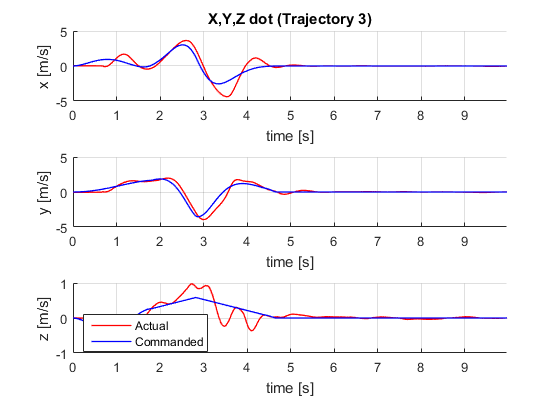 X,Y,Z dot (Trajectory 3)
5
0
-5
x [m/s]
0 1 2 3 4 5 6 7 8 9
time [s]
5
0
-5
y [m/s]
0 1 2 3 4 5 6 7 8 9
time [s]
1
0
-1
z [m/s]
Actual
Commanded
0 1 2 3 4 5 6 7 8 9
time [s]